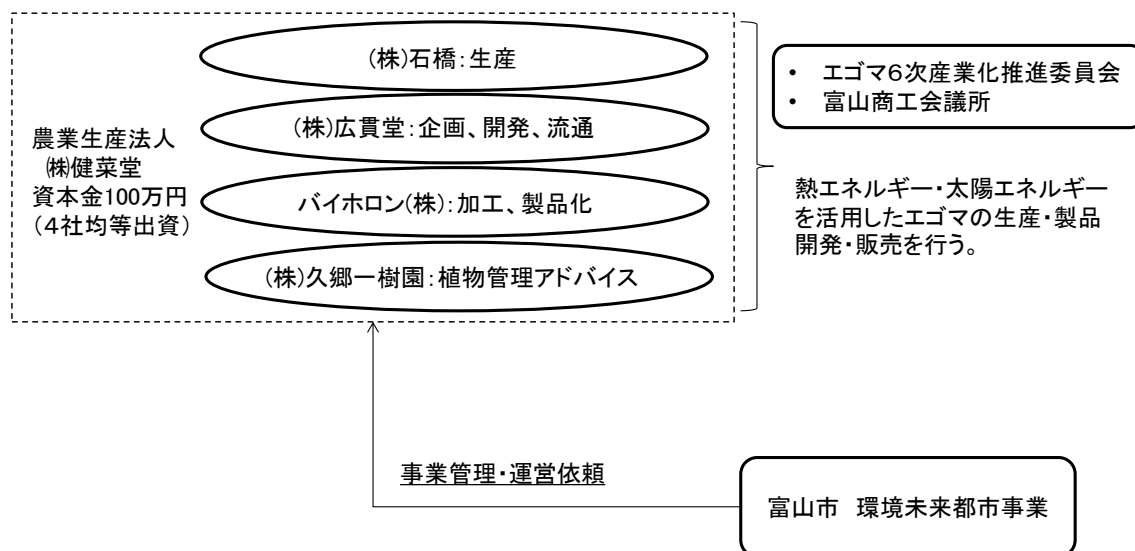 (株)石橋：生産
(株)広貫堂：企画、開発、流通
バイホロン(株)：加工、製品化
(株)久郷一樹園：植物管理アドバイス
農業生産法人
㈱健菜堂
資本金100万円
（４社均等出資）
• エゴマ６次産業化推進委員会
• 富山商工会議所
熱エネルギー・太陽エネルギー
を活用したエゴマの生産・製品
開発・販売を行う。
事業管理・運営依頼
富山市　環境未来都市事業